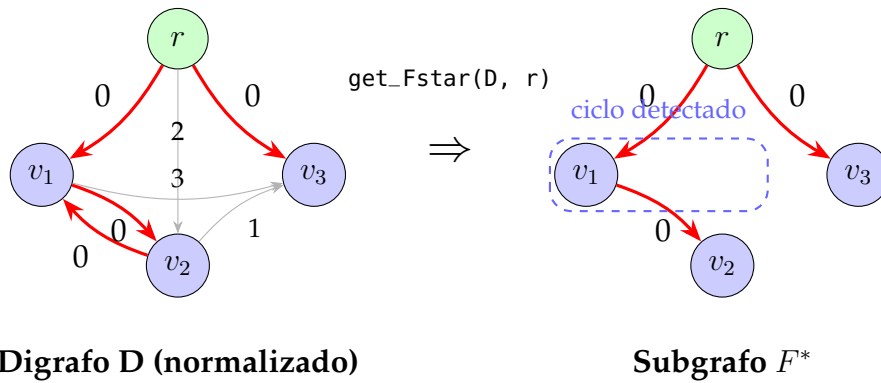 r
r
get_Fstar(D, r)
0
0
0
0
ciclo detectado
2
⇒
v₁
3
v₃
v₁
v₃
0
1
0
0
v₂
v₂
Digrafo D (normalizado)
Subgrafo F*